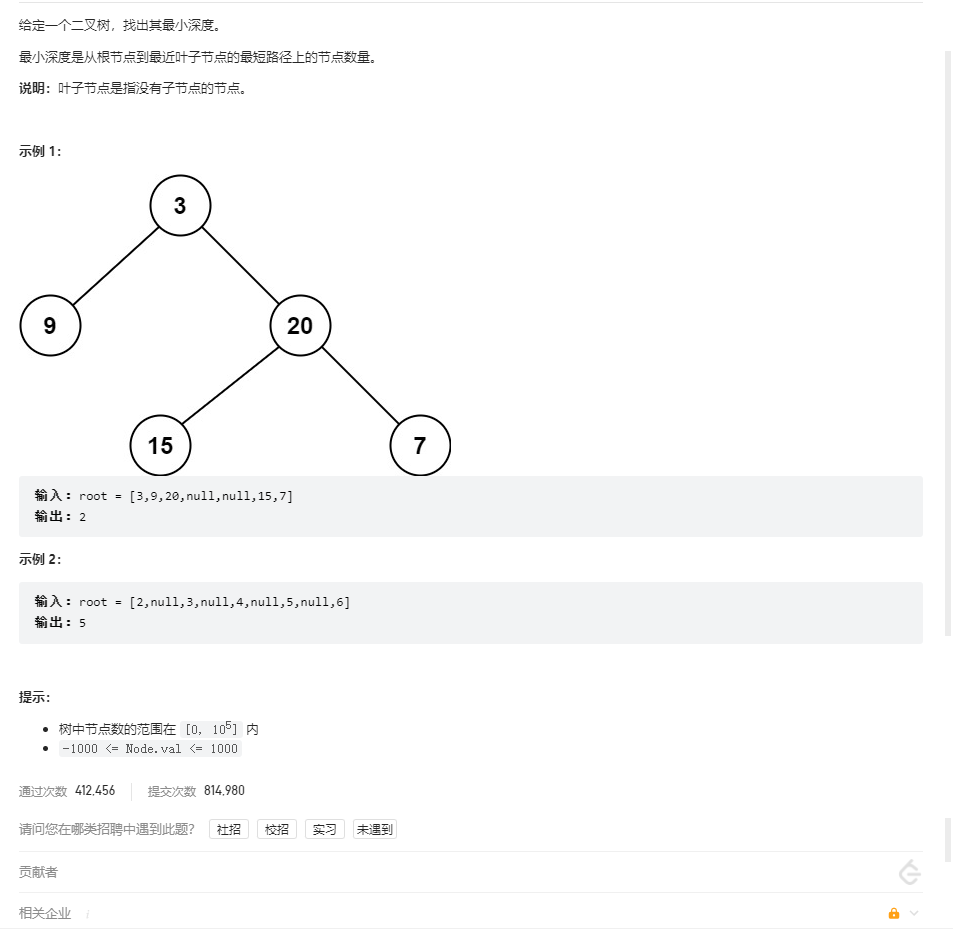 给定一个二叉树，找出其最小深度。
最小深度是从根节点到最近叶子节点的最短路径上的节点数量。
说明：叶子节点是指没有子节点的节点。
示例 1：
3
9
20
15
7
输入：root = [3,9,20,null,null,15,7]
输出：2
示例 2：
输入：root = [2,null,3,null,4,null,5,null,6]
输出：5
提示：
树中节点数的范围在 [0, 10⁵] 内
-1000 <= Node.val <= 1000
通过次数 412,456 提交次数 814,980
请问您在哪类招聘中遇到此题？ 社招 校招 实习 未遇到
贡献者
相关企业 i